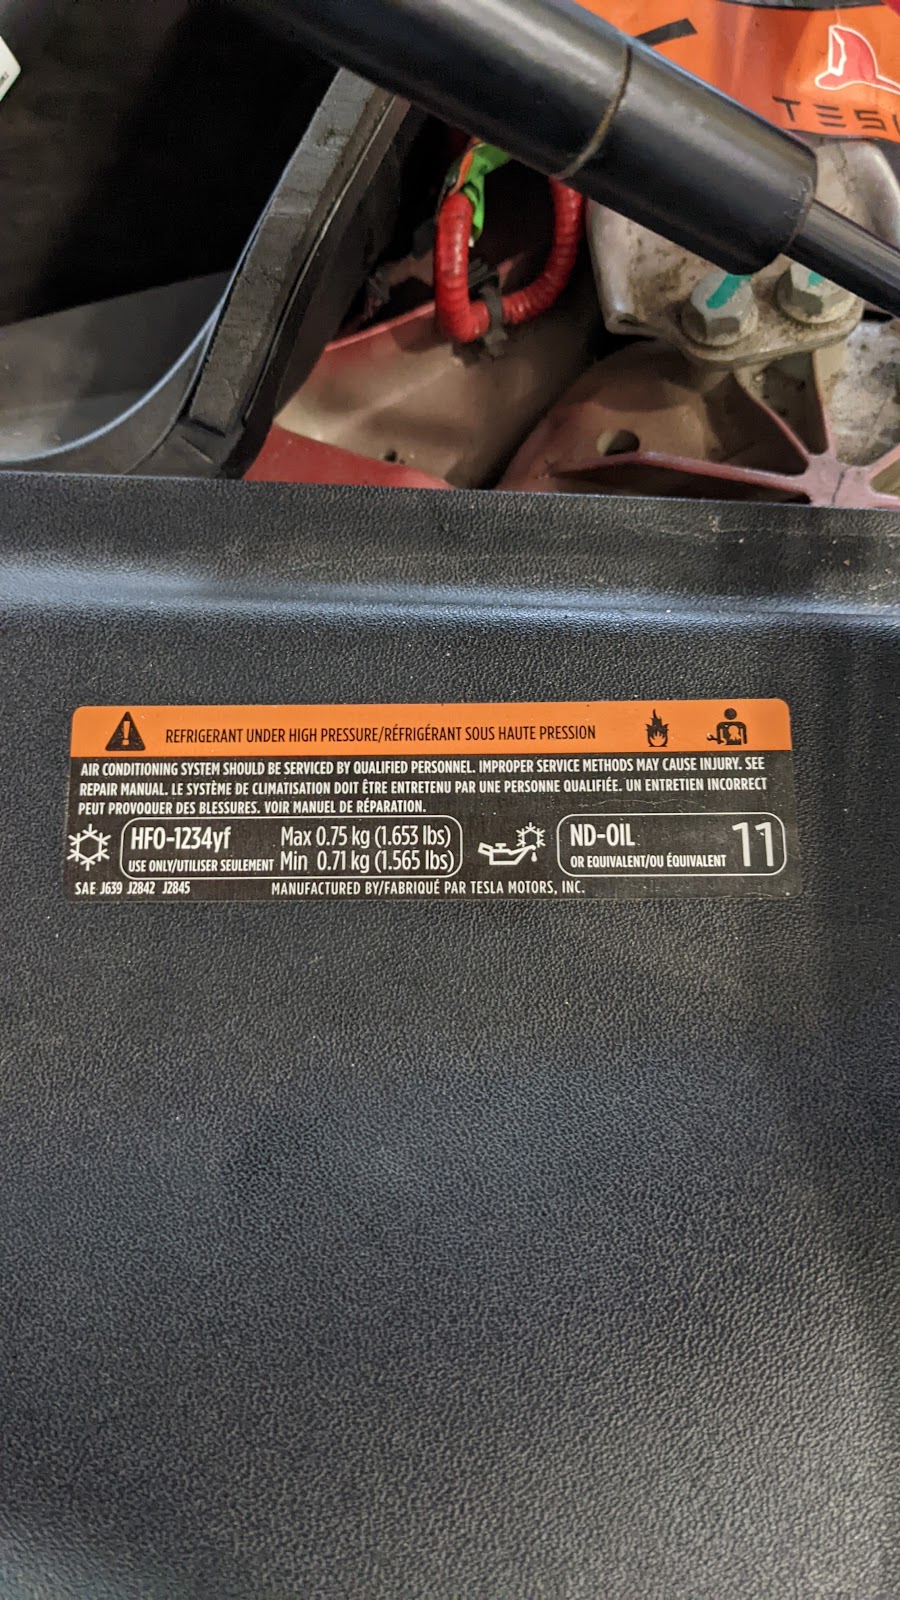 REFRIGERANT UNDER HIGH PRESSURE/RÉFRIGÉRANT SOUS HAUTE PRESSION
AIR CONDITIONING SYSTEM SHOULD BE SERVICED BY QUALIFIED PERSONNEL. IMPROPER SERVICE METHODS MAY CAUSE INJURY. SEE
REPAIR MANUAL. LE SYSTÈME DE CLIMATISATION DOIT ÊTRE ENTRETENU PAR UNE PERSONNE QUALIFIÉE. UN ENTRETIEN INCORRECT
PEUT PROVOQUER DES BLESSURES. VOIR MANUEL DE RÉPARATION.
HFO-1234yf Max 0.75 kg (1.653 lbs)
USE ONLY/UTILISER SEULEMENT Min 0.71 kg (1.565 lbs)
ND-OIL 11
OR EQUIVALENT/OU ÉQUIVALENT
SAE J639 J2842 J2845 MANUFACTURED BY/FABRIQUÉ PAR TESLA MOTORS, INC.